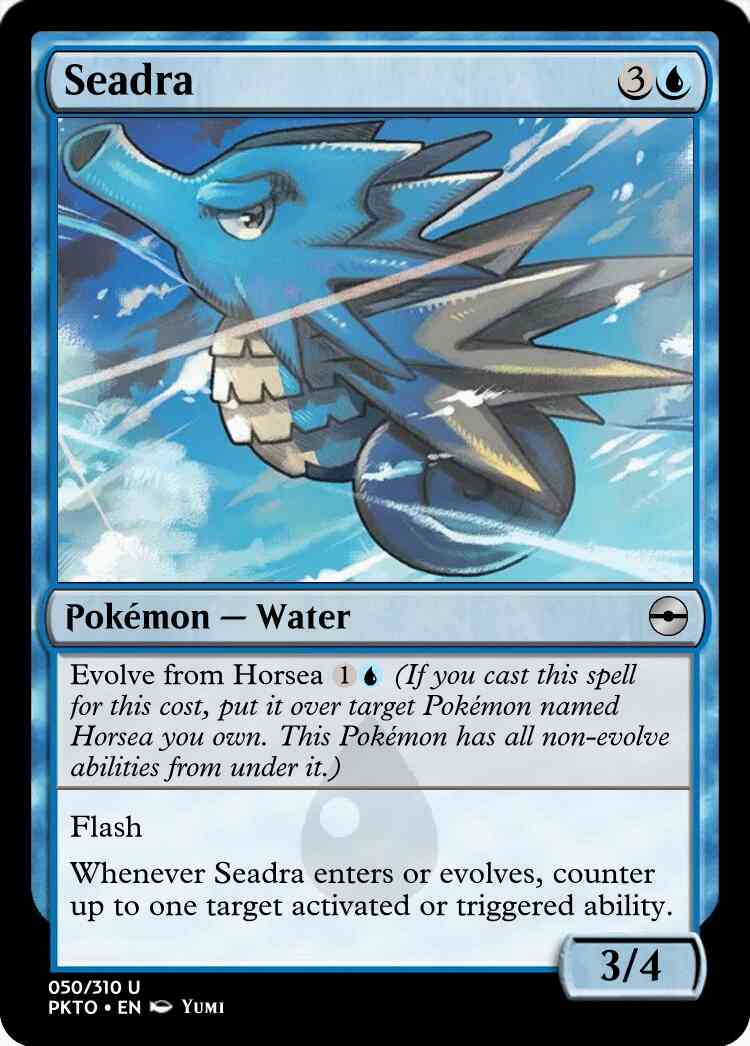 Seadra 3
Pokémon — Water
Evolve from Horsea 1 (If you cast this spell
for this cost, put it over target Pokémon named
Horsea you own. This Pokémon has all non-evolve
abilities from under it.)
Flash
Whenever Seadra enters or evolves, counter
up to one target activated or triggered ability.
3/4
050/310 U
PKTO • EN Yumi